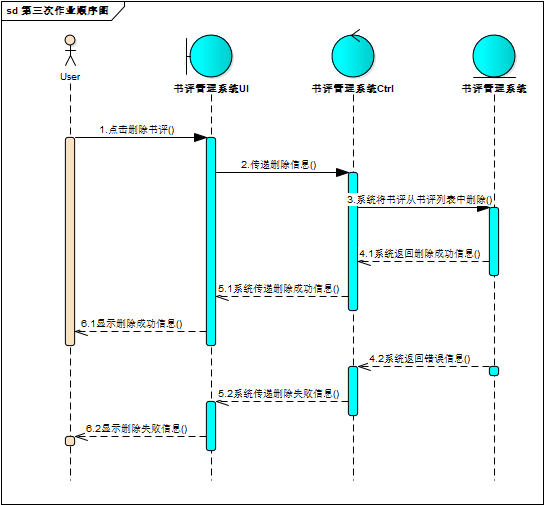 sd 第三次作业顺序图
User
书评管理系统UI
书评管理系统Ctrl
书评管理系统
1.点击删除书评()
2.传递删除信息()
3.系统将书评从书评列表中删除()
4.1系统返回删除成功信息()
5.1系统传递删除成功信息()
6.1显示删除成功信息()
4.2系统返回错误信息()
5.2系统传递删除失败信息()
6.2显示删除失败信息()